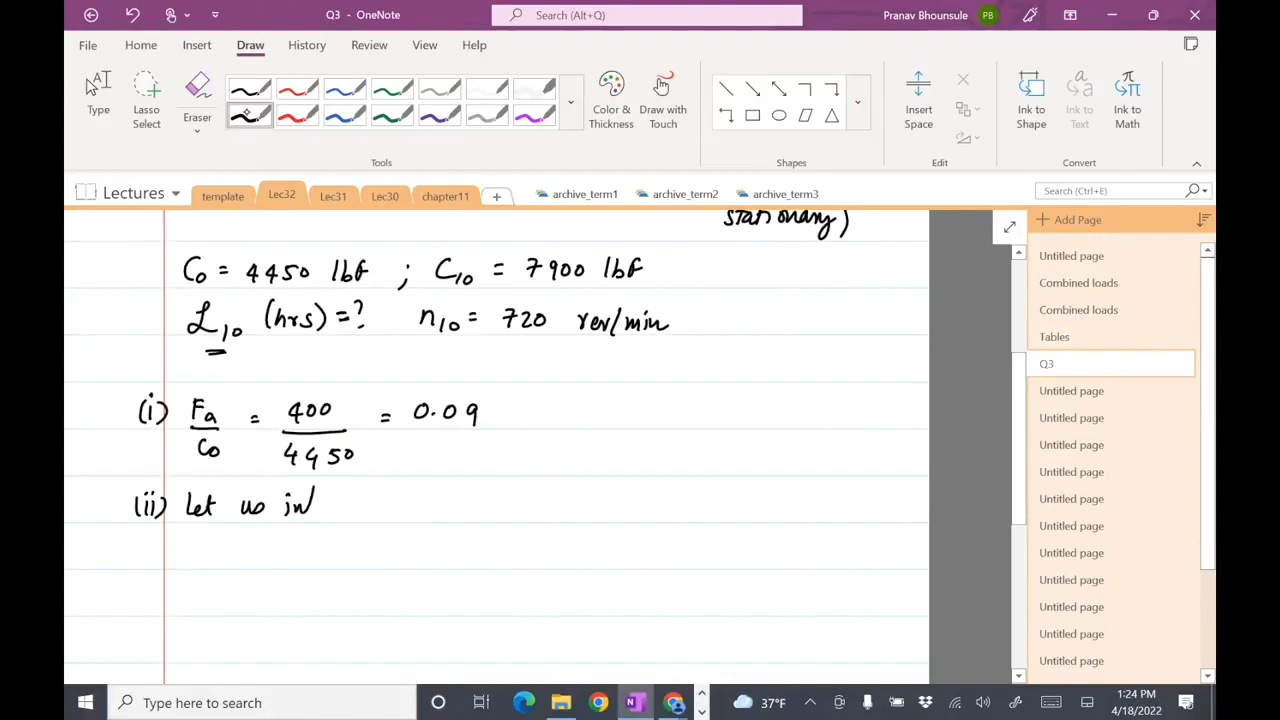 Q3 - OneNote
Search (Alt+Q)
Pranav Bhounsule PB
File Home Insert Draw History Review View Help
Type
Lasso Select
Eraser
Color & Thickness
Draw with Touch
Insert Space
Ink to Shape
Ink to Text
Ink to Math
Tools
Shapes
Edit
Convert
Lectures
template
Lec32
Lec31
Lec30
chapter11
archive_term1
archive_term2
archive_term3
Search (Ctrl+E)
stationary)
C0 = 4450 lbf ; C10 = 7900 lbf
L10 (hrs) = ? n10 = 720 rev/min
(i) Fa/C0 = 400/4450 = 0.09
(ii) Let us in
Add Page
Untitled page
Combined loads
Combined loads
Tables
Q3
Untitled page
Untitled page
Untitled page
Untitled page
Untitled page
Untitled page
Untitled page
Untitled page
Untitled page
Untitled page
Untitled page
Type here to search
37°F
1:24 PM
4/18/2022